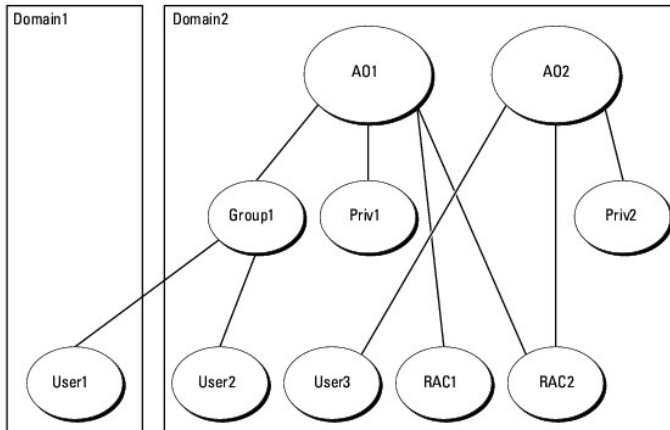 Domain1
Domain2
AO1
AO2
Group1
Priv1
Priv2
User1
User2
User3
RAC1
RAC2